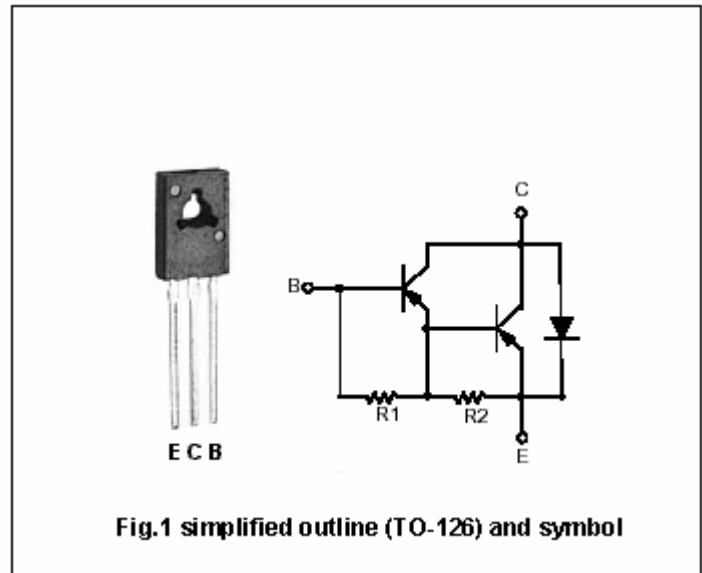 C
B
R1
R2
E
E C B
Fig.1 simplified outline (TO-126) and symbol